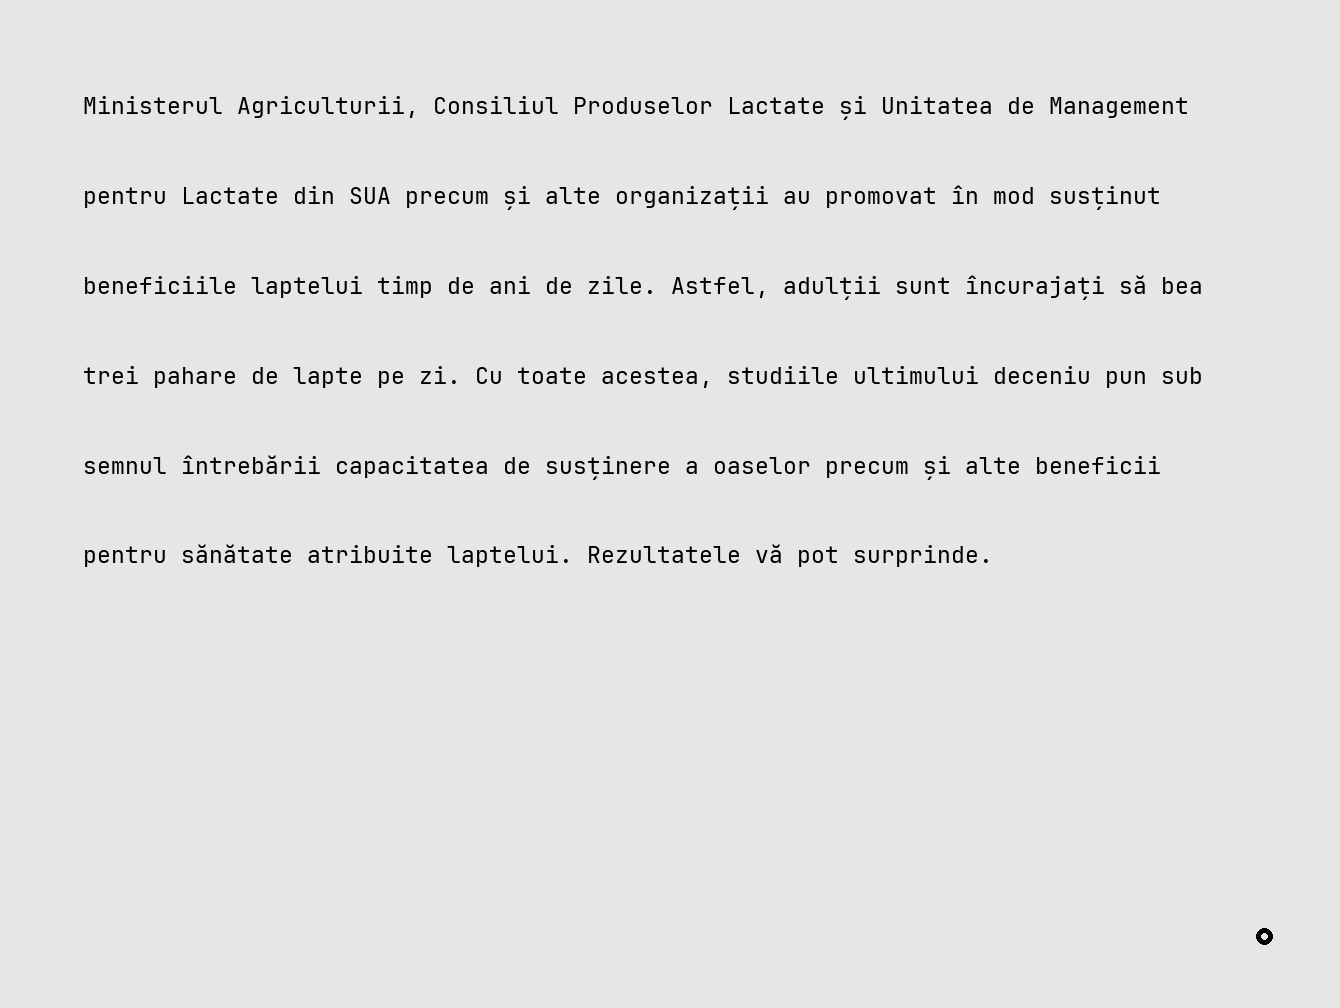 Ministerul Agriculturii, Consiliul Produselor Lactate și Unitatea de Management
pentru Lactate din SUA precum și alte organizații au promovat în mod susținut
beneficiile laptelui timp de ani de zile. Astfel, adulții sunt încurajați să bea
trei pahare de lapte pe zi. Cu toate acestea, studiile ultimului deceniu pun sub
semnul întrebării capacitatea de susținere a oaselor precum și alte beneficii
pentru sănătate atribuite laptelui. Rezultatele vă pot surprinde.